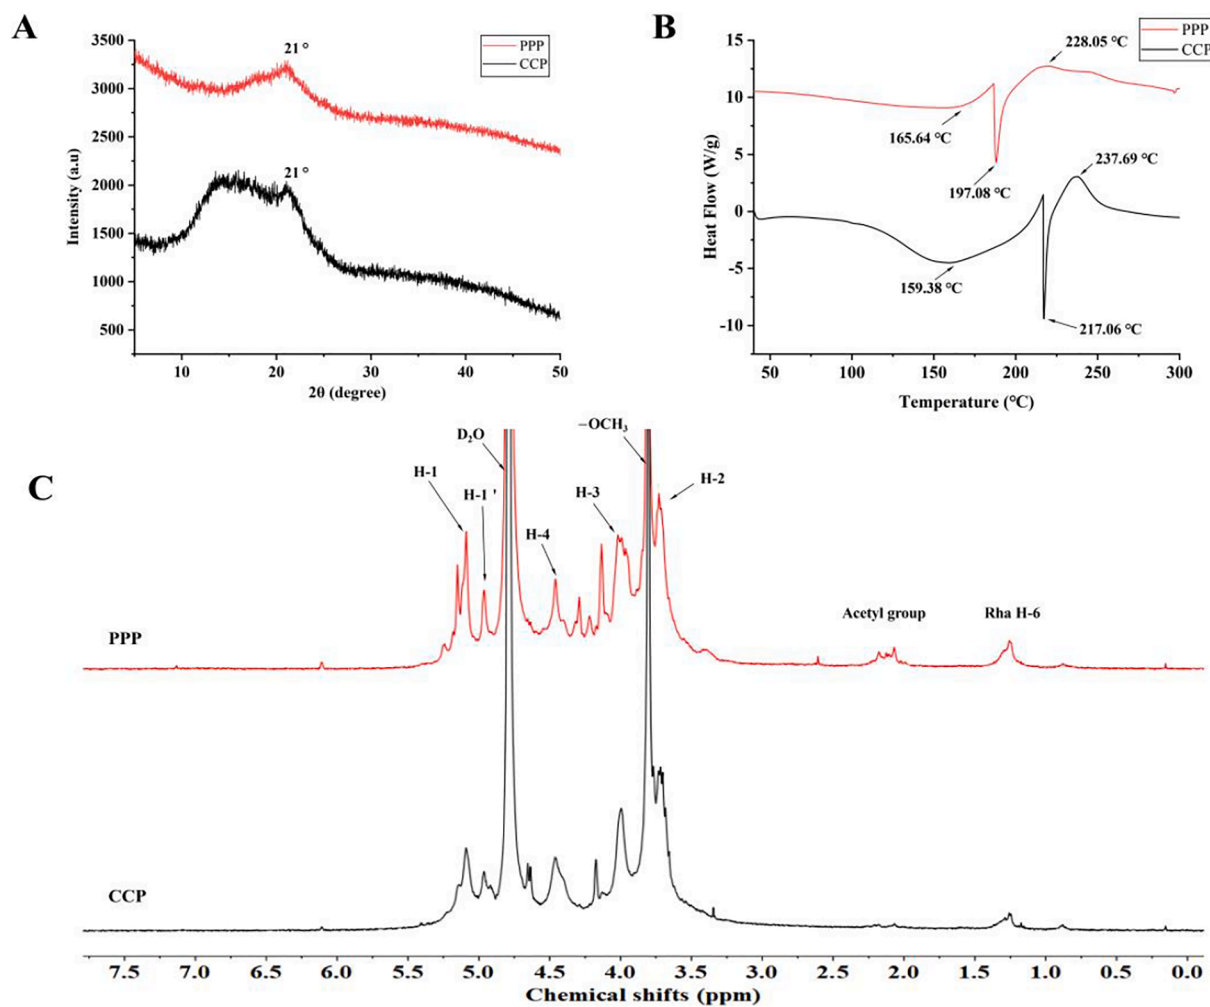 A
3500
3000
2500
2000
1500
1000
500
Intensity (a.u)
21 °
21 °
PPP
CCP
10
20
30
40
50
2θ (degree)
B
15
10
5
0
-5
-10
Heat Flow (W/g)
PPP
CCP
228.05 °C
165.64 °C
197.08 °C
237.69 °C
159.38 °C
217.06 °C
50
100
150
200
250
300
Temperature (°C)
C
D₂O
−OCH₃
H-1
H-1 '
H-3
H-2
H-4
Acetyl group
Rha H-6
PPP
CCP
7.5 7.0 6.5 6.0 5.5 5.0 4.5 4.0 3.5 3.0 2.5 2.0 1.5 1.0 0.5 0.0
Chemical shifts (ppm)